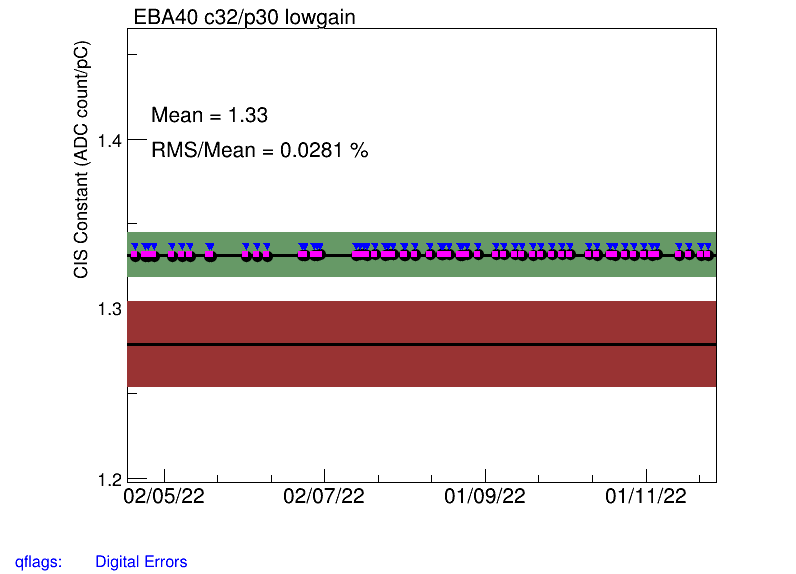 EBA40 c32/p30 lowgain
CIS Constant (ADC count/pC)
Mean = 1.33
RMS/Mean = 0.0281 %
1.4
1.3
1.2
02/05/22 02/07/22 01/09/22 01/11/22
qflags: Digital Errors